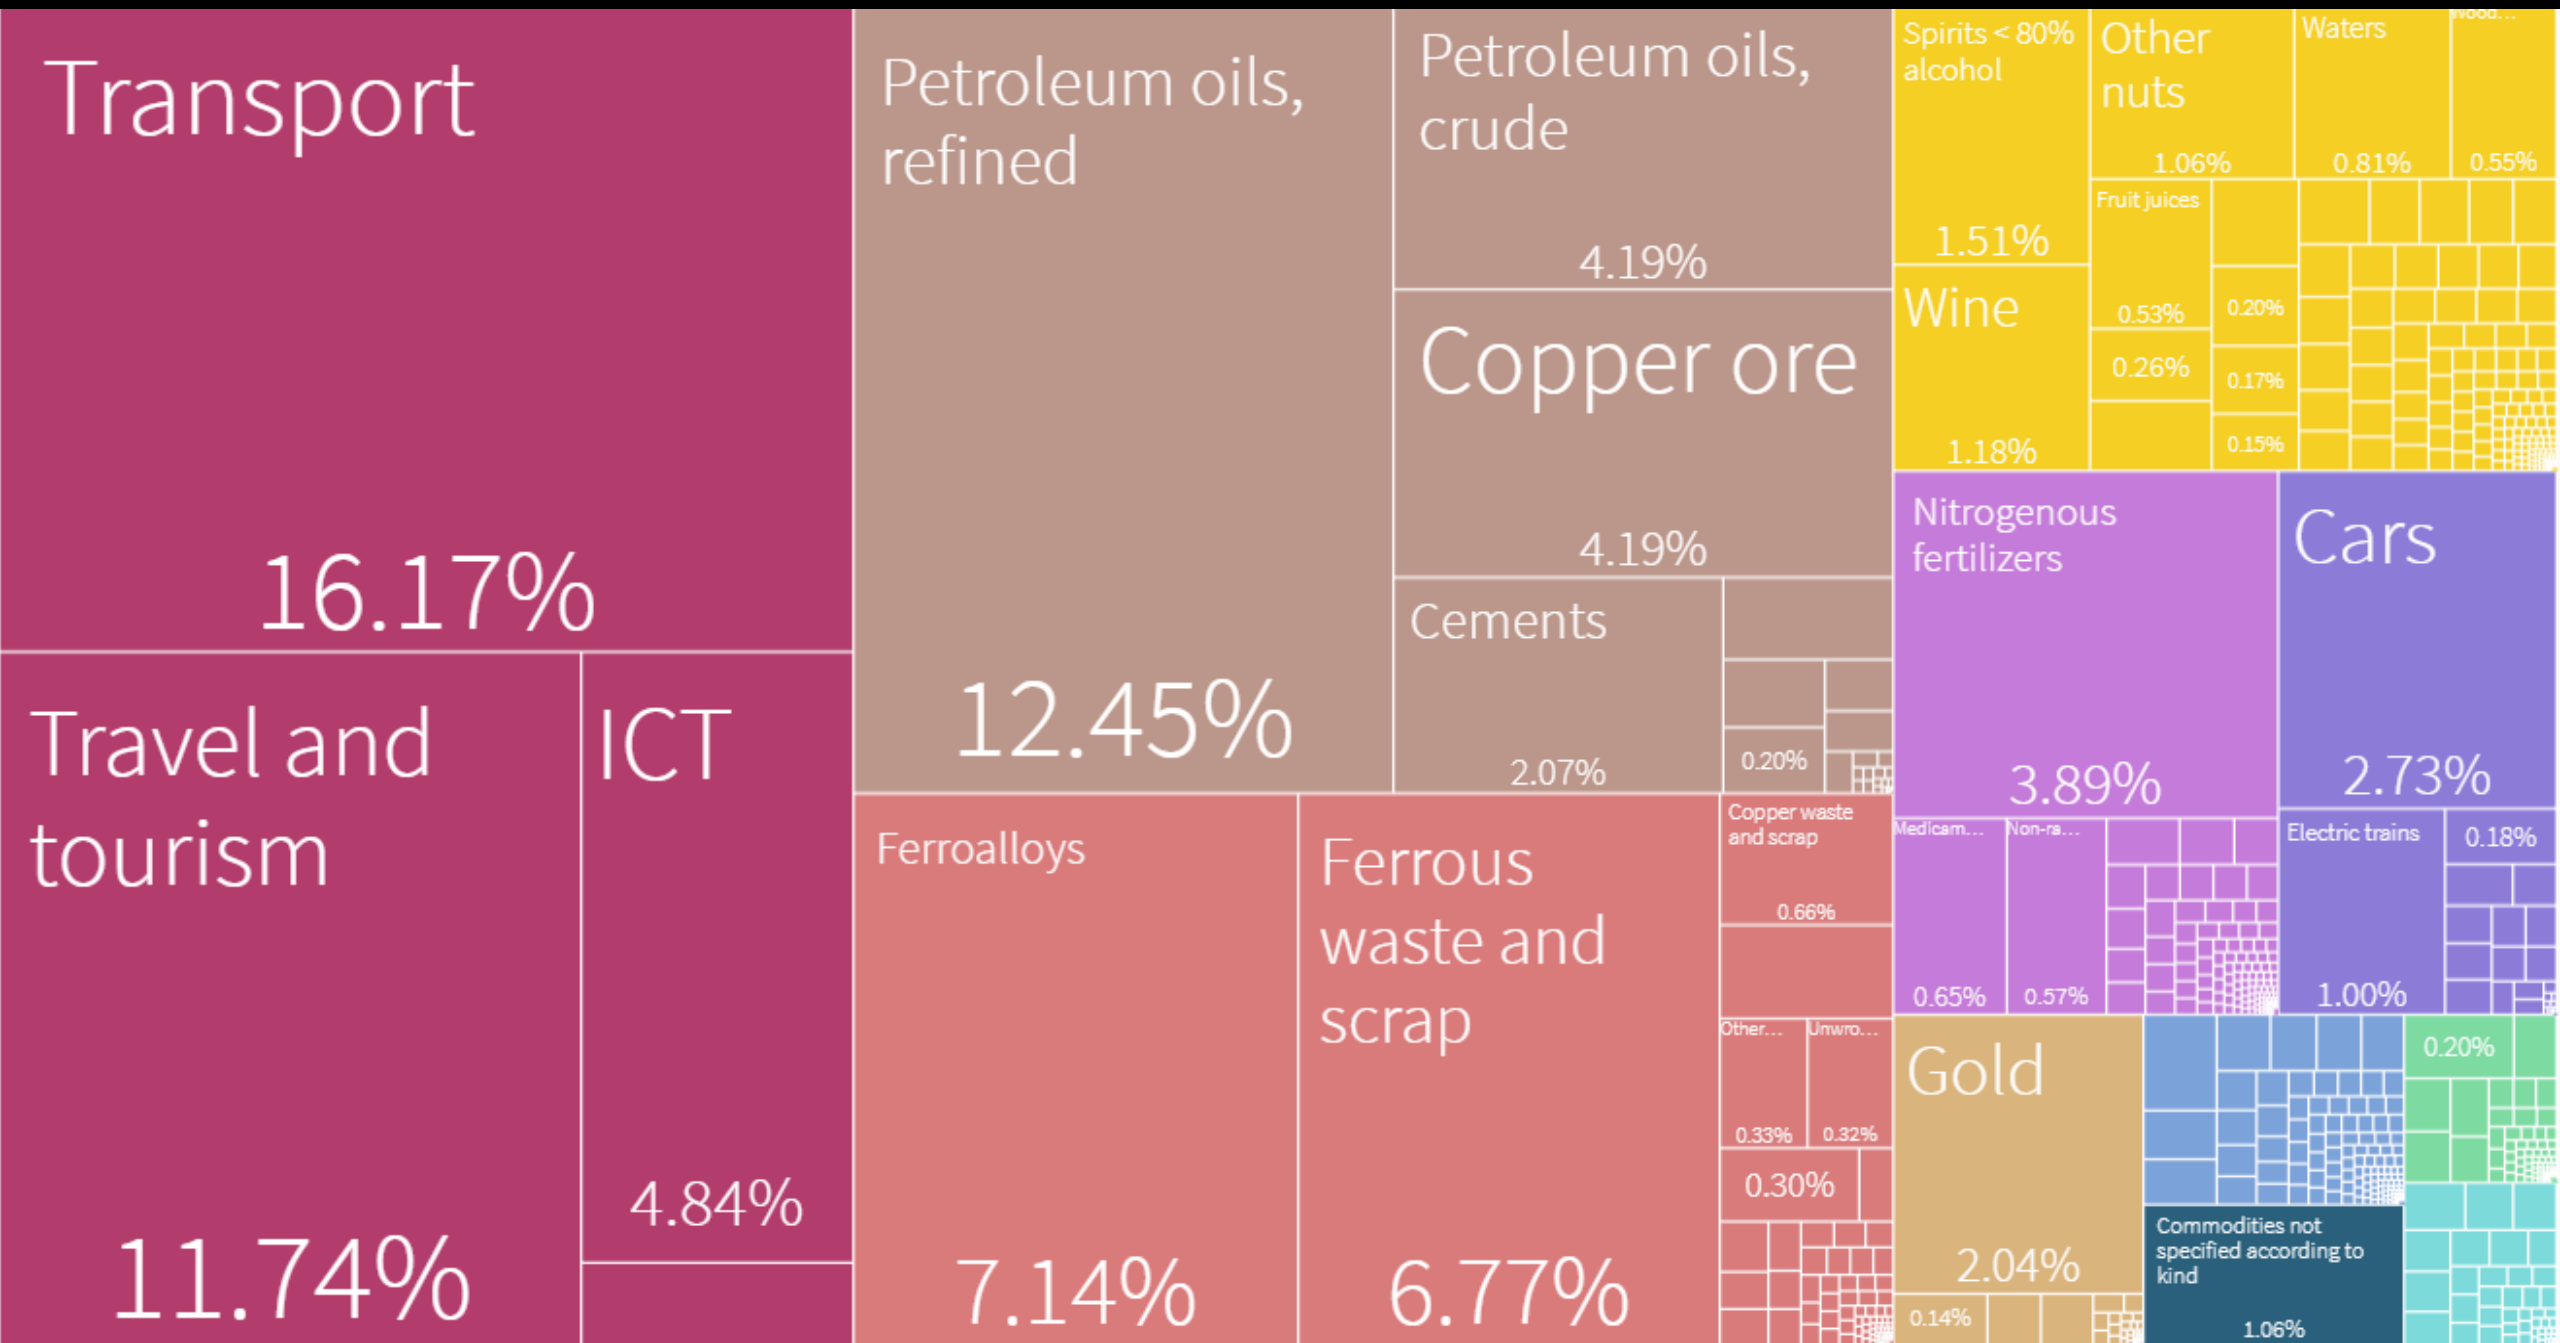 Transport
16.17%
Travel and
tourism
11.74%
ICT
4.84%
Petroleum oils,
refined
12.45%
Petroleum oils,
crude
4.19%
Copper ore
4.19%
Cements
2.07%
0.20%
Ferroalloys
7.14%
Ferrous
waste and
scrap
6.77%
Copper waste
and scrap
0.66%
Other...
0.33%
Unwro...
0.32%
0.30%
Spirits < 80%
alcohol
1.51%
Wine
1.18%
Other
nuts
1.06%
Waters
0.81%
Wood...
0.55%
Fruit juices
0.53%
0.26%
0.20%
0.17%
0.15%
Nitrogenous
fertilizers
3.89%
Medicam...
0.65%
Non-ra...
0.57%
Cars
2.73%
Electric trains
1.00%
0.18%
Gold
2.04%
0.14%
Commodities not
specified according to
kind
1.06%
0.20%